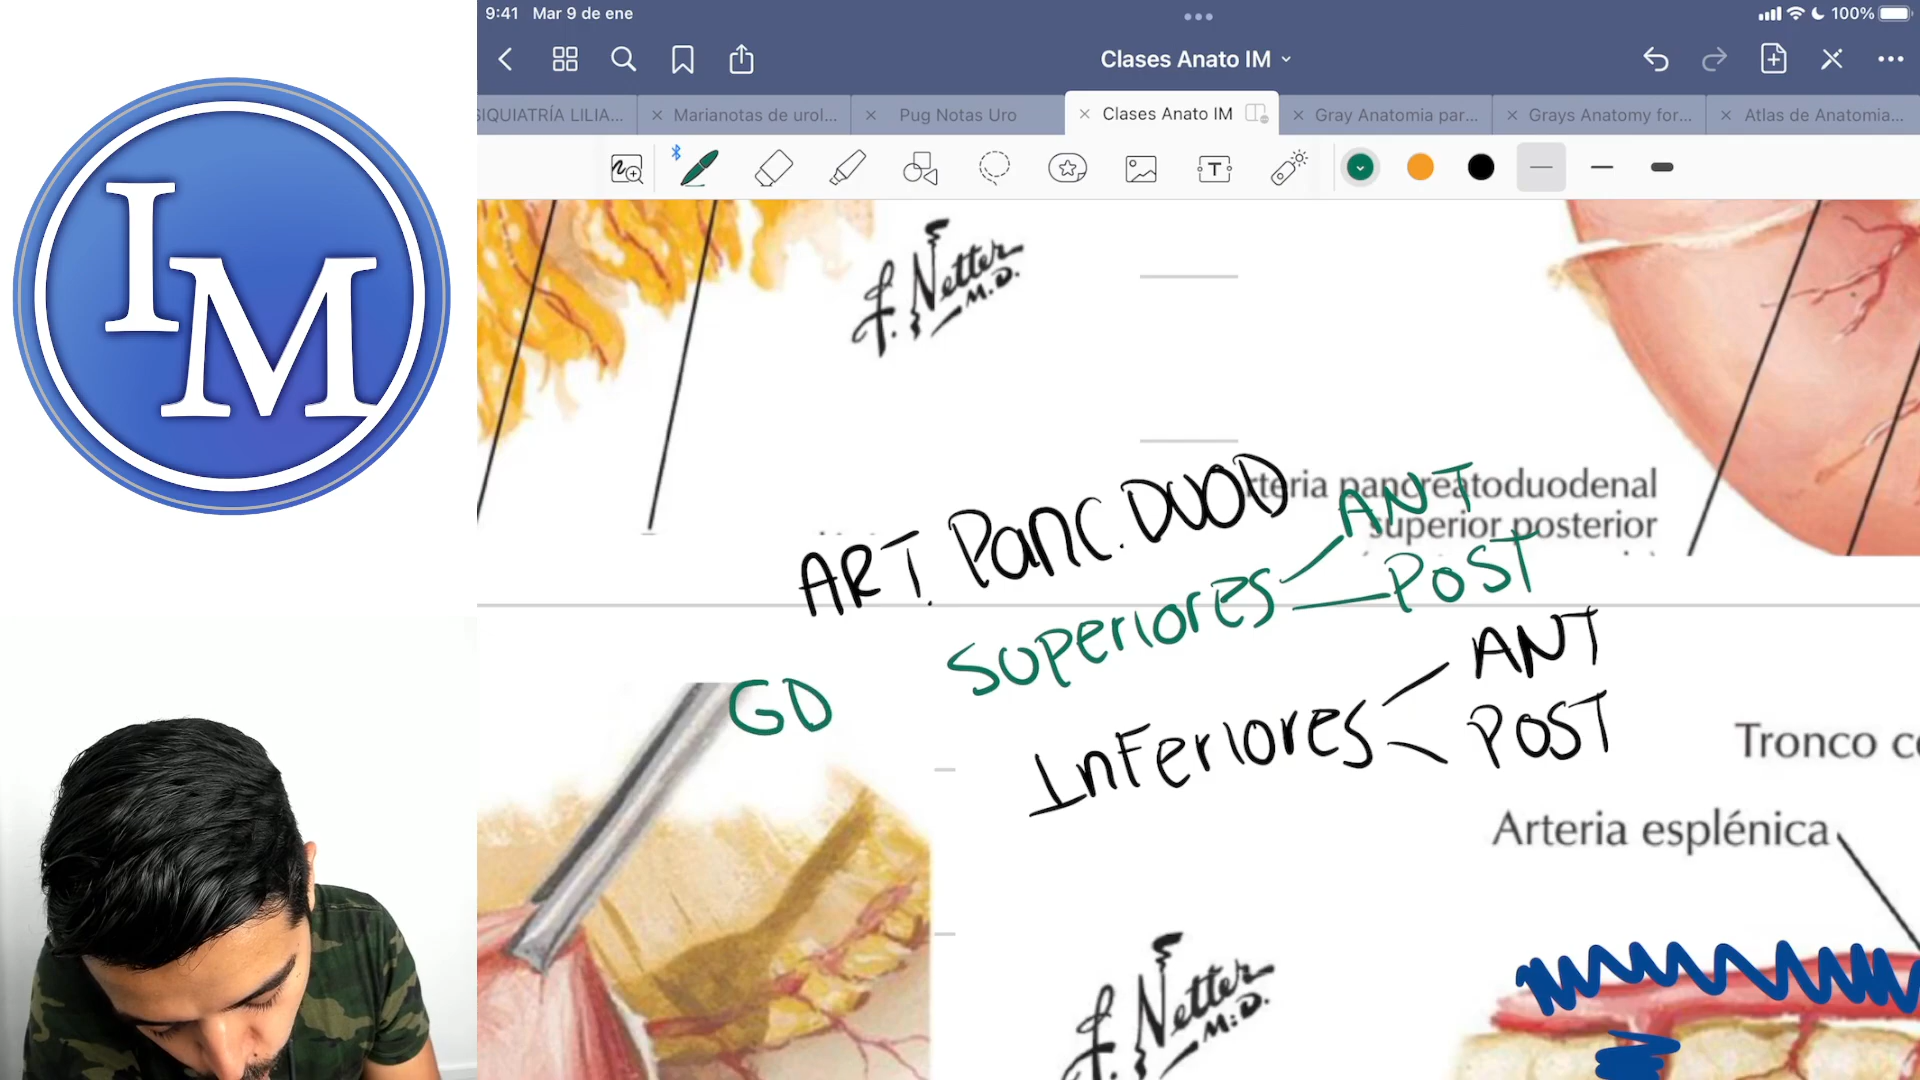 9:41 Mar 9 de ene
100%
IM
Clases Anato IM
SIQUIATRÍA LILIA...
Marianotas de urol...
Pug Notas Uro
Clases Anato IM
Gray Anatomia par...
Grays Anatomy for...
Atlas de Anatomia...
T
F. Netter M.D.
ART. Panc. DUOD
rteria pancreatoduodenal
superior posterior
Superiores
ANT
POST
GD
InFeriores
ANT
POST
Tronco ce
Arteria esplénica
F. Netter M.D.